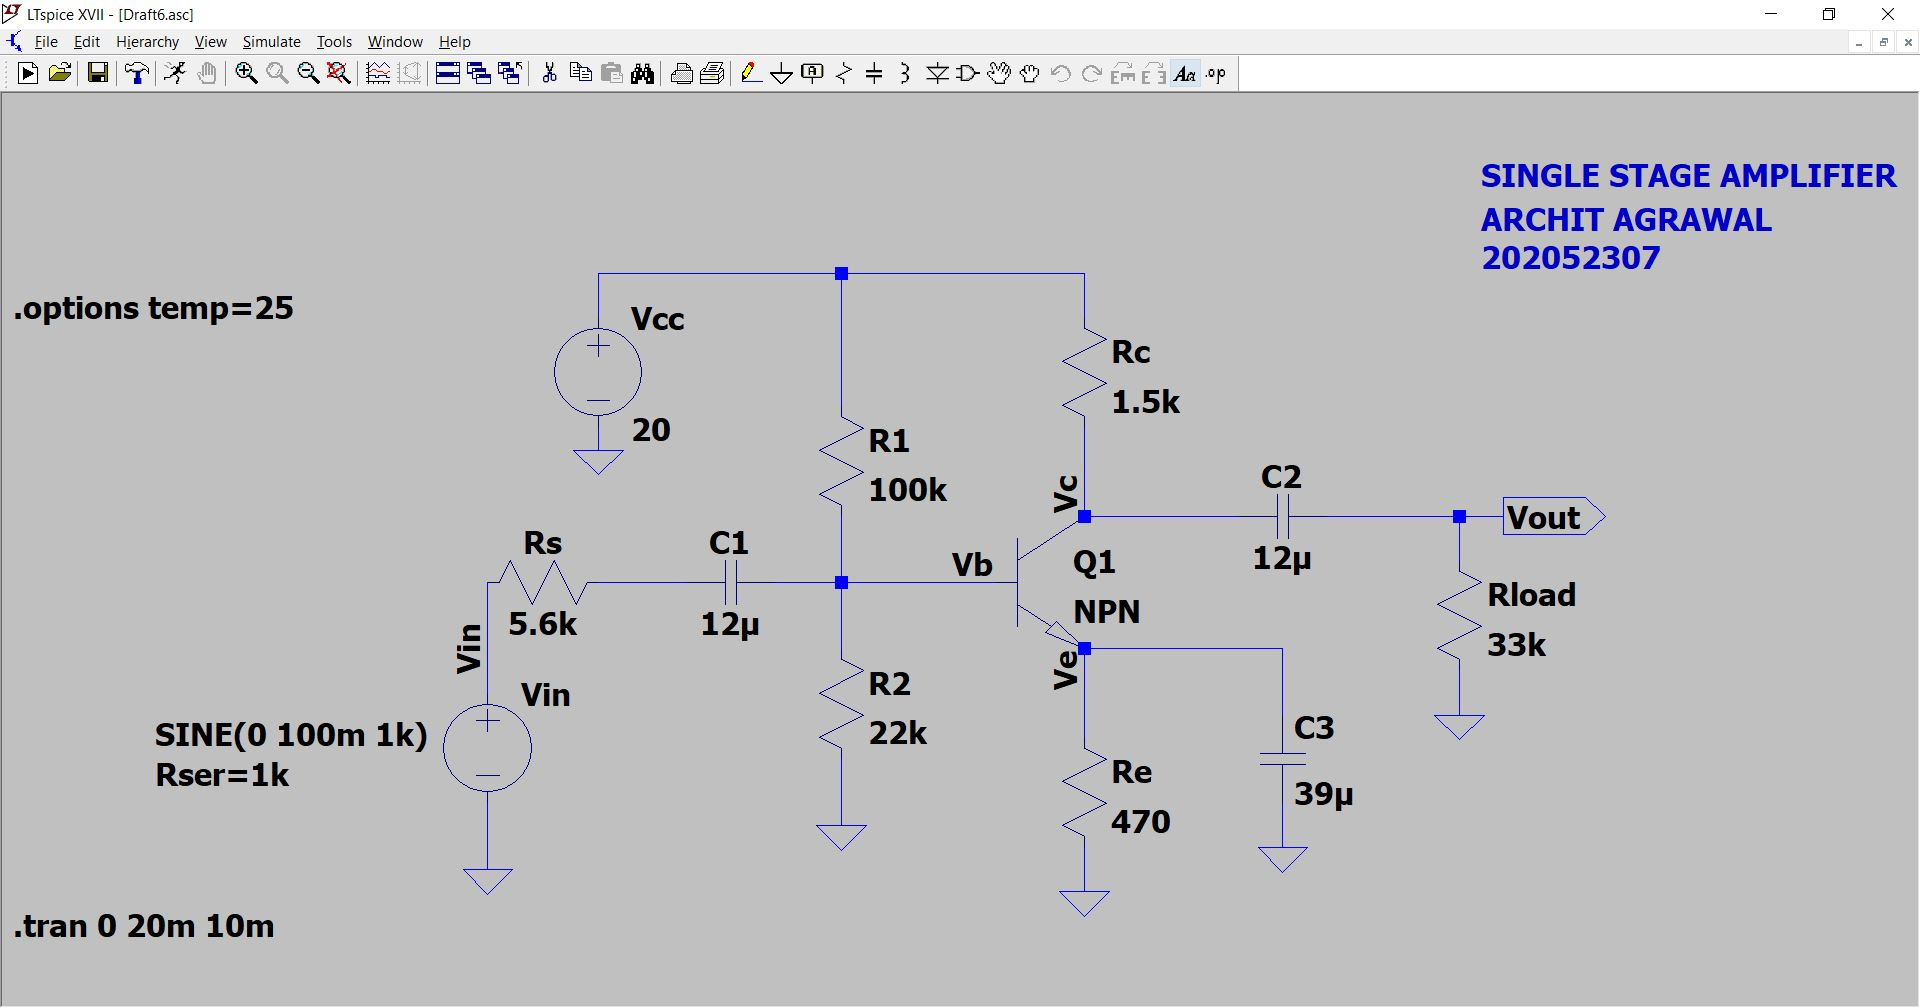 LTspice XVII - [Draft6.asc]
File Edit Hierarchy View Simulate Tools Window Help
.op
SINGLE STAGE AMPLIFIER
ARCHIT AGRAWAL
202052307
.options temp=25
Vcc
20
Rc
1.5k
R1
100k
Vc
C2
12µ
Vout
Rs
5.6k
C1
12µ
Vb
Q1
NPN
Rload
33k
Vin
Vin
SINE(0 100m 1k)
Rser=1k
R2
22k
Ve
Re
470
C3
39µ
.tran 0 20m 10m